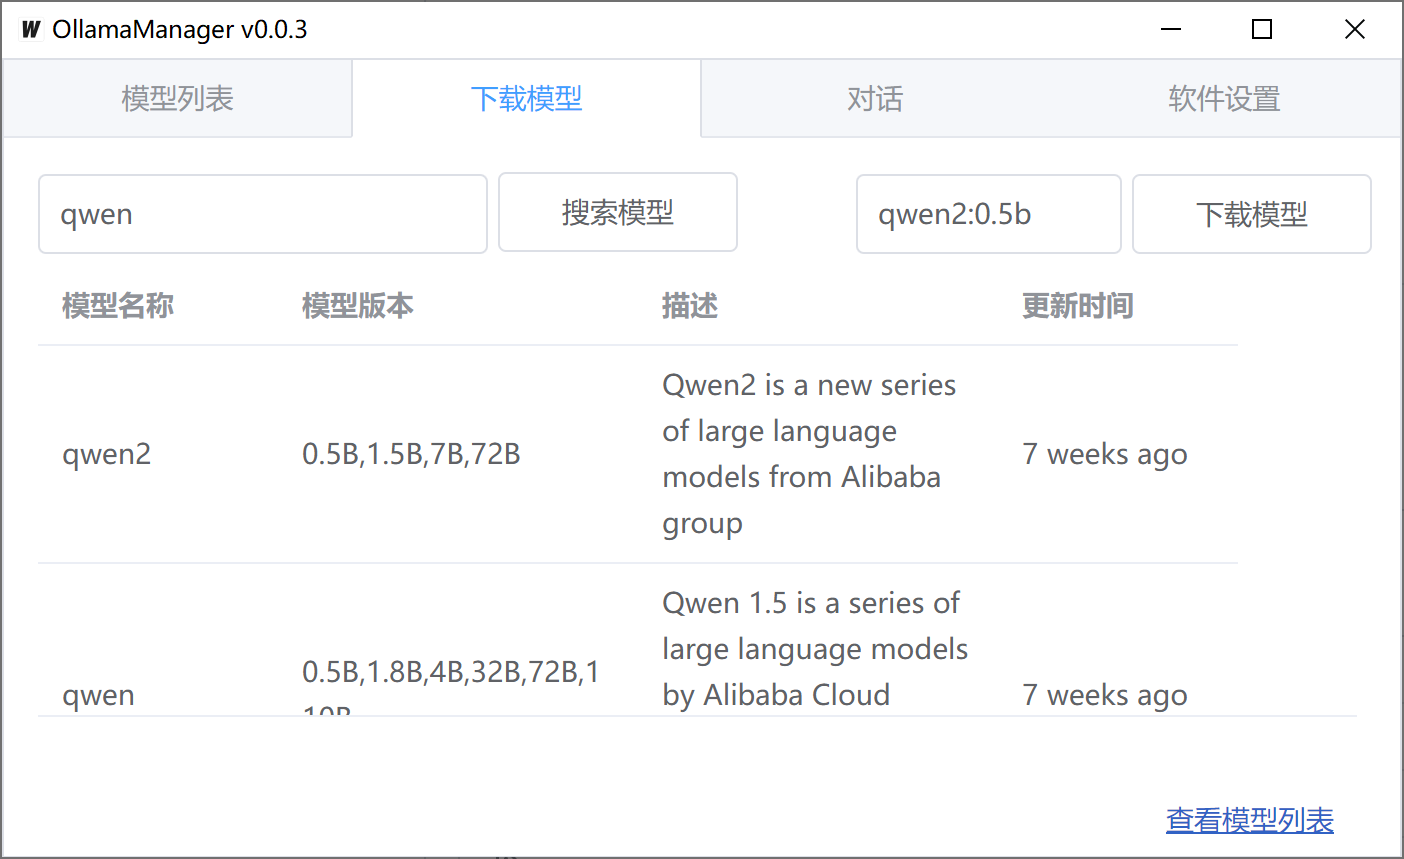 W OllamaManager v0.0.3
模型列表 下载模型 对话 软件设置
qwen 搜索模型 qwen2:0.5b 下载模型
模型名称 模型版本 描述 更新时间
qwen2 0.5B,1.5B,7B,72B
Qwen2 is a new series
of large language
models from Alibaba
group
7 weeks ago
qwen
0.5B,1.8B,4B,32B,72B,1
10B
Qwen 1.5 is a series of
large language models
by Alibaba Cloud
7 weeks ago
查看模型列表